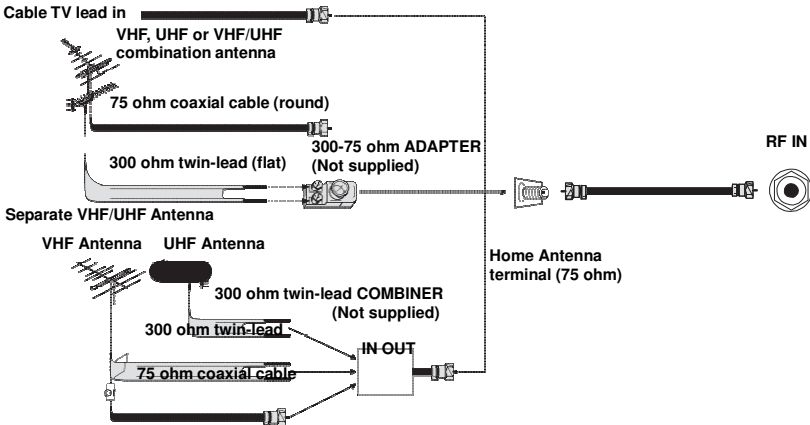 Cable TV lead in
VHF, UHF or VHF/UHF
combination antenna
75 ohm coaxial cable (round)
300-75 ohm ADAPTER
(Not supplied)
RF IN
300 ohm twin-lead (flat)
Separate VHF/UHF Antenna
VHF Antenna UHF Antenna
Home Antenna
terminal (75 ohm)
300 ohm twin-lead COMBINER
(Not supplied)
300 ohm twin-lead
IN OUT
75 ohm coaxial cable